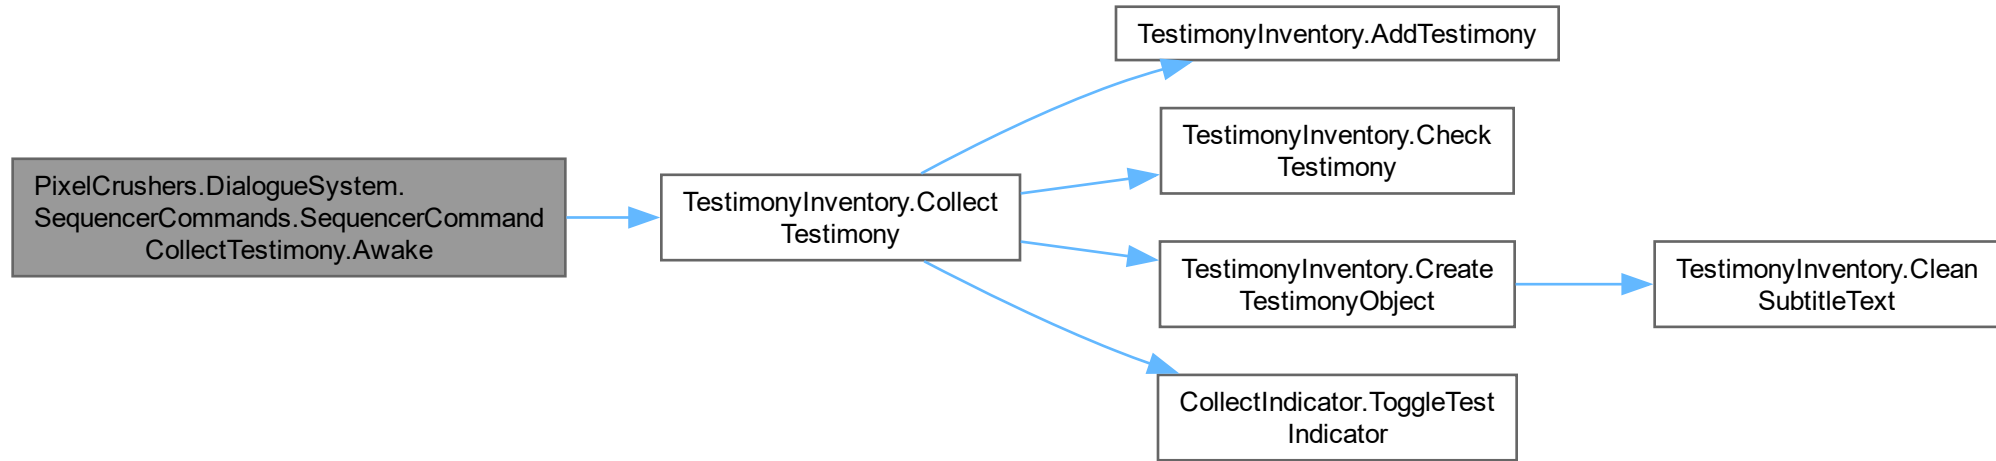 PixelCrushers.DialogueSystem.
SequencerCommands.SequencerCommand
CollectTestimony.Awake
TestimonyInventory.Collect
Testimony
TestimonyInventory.AddTestimony
TestimonyInventory.Check
Testimony
TestimonyInventory.Create
TestimonyObject
CollectIndicator.ToggleTest
Indicator
TestimonyInventory.Clean
SubtitleText